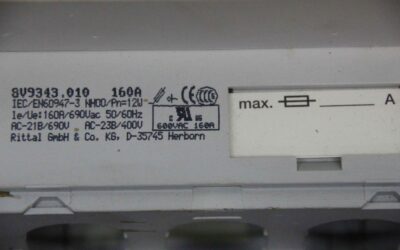 8V9343.010 160A
IEC/EN60947-3 NH00/Pn=12W
Ie/Ue:160A/690Vac 50/60Hz
AC-21B/690V AC-23B/400V
600VAC 160A
Rittal GmbH & Co. KG, D-35745 Herborn
max. A